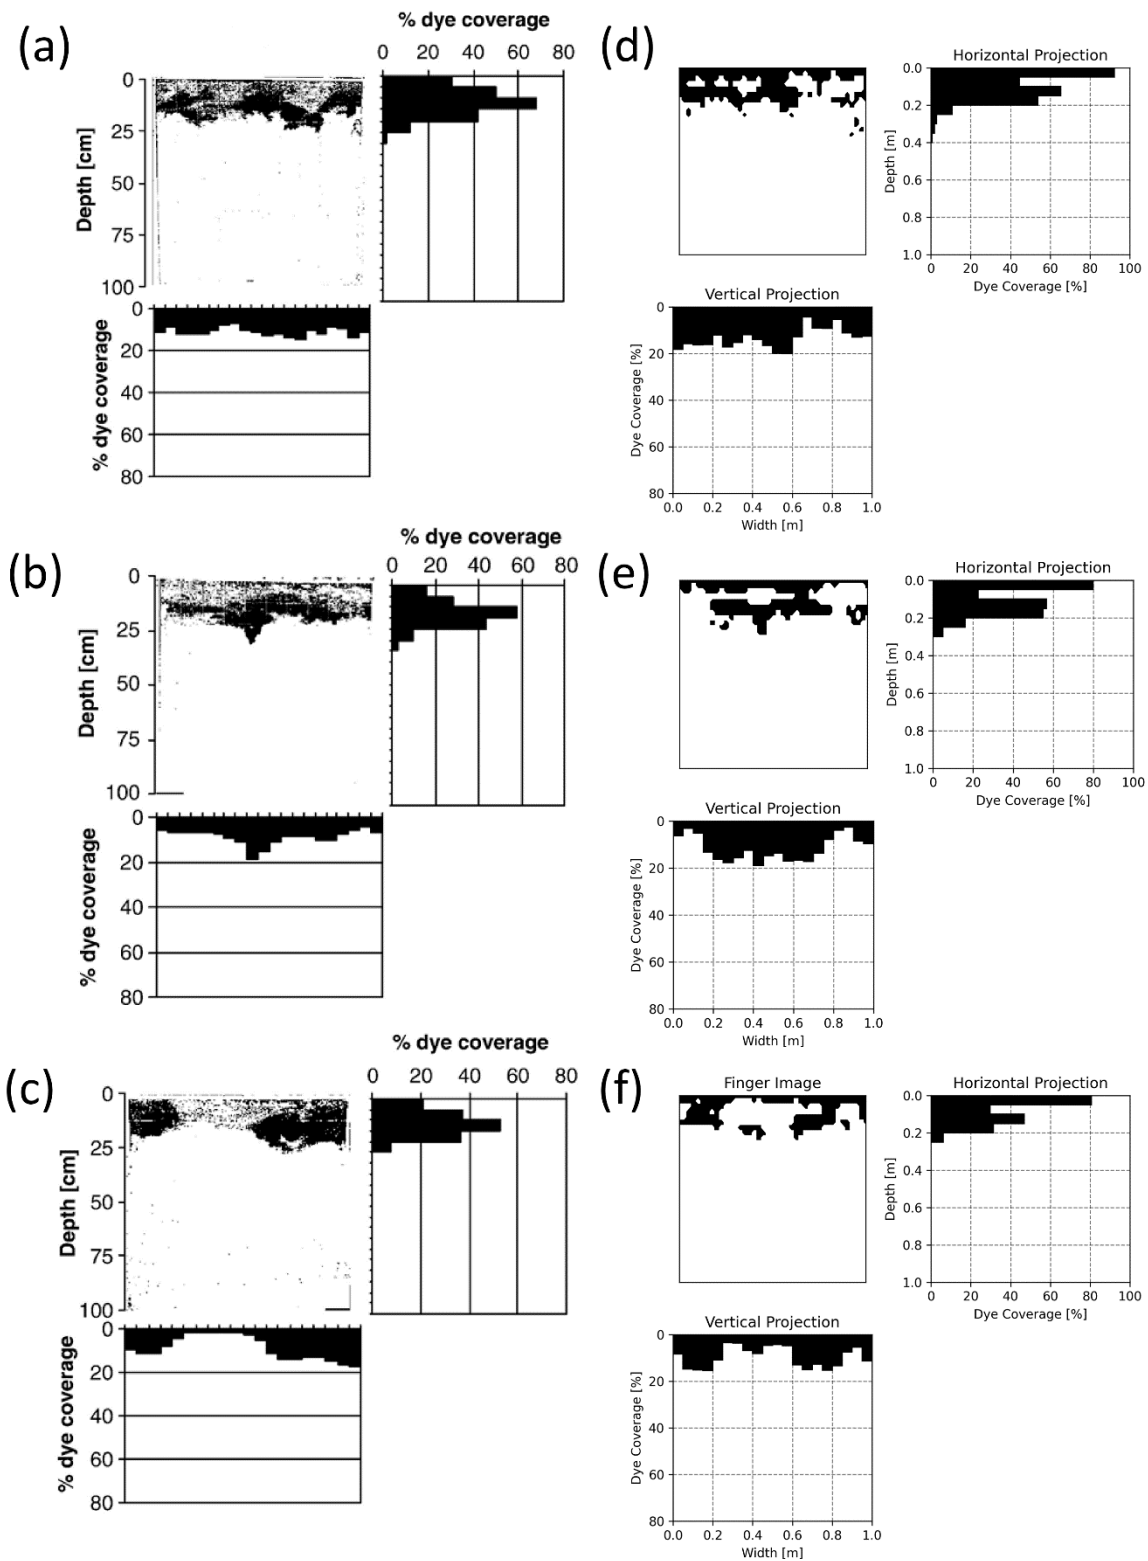 (a)
% dye coverage
0 20 40 60 80
0
25
50
75
100
Depth [cm]
0
20
40
60
80
% dye coverage
(d)
Horizontal Projection
0.0
0.2
0.4
0.6
0.8
1.0
Depth [m]
0 20 40 60 80 100
Dye Coverage [%]
Vertical Projection
0
20
40
60
80
Dye Coverage [%]
0.0 0.2 0.4 0.6 0.8 1.0
Width [m]
(b)
% dye coverage
0 20 40 60 80
0
25
50
75
100
Depth [cm]
0
20
40
60
80
% dye coverage
(e)
Horizontal Projection
0.0
0.2
0.4
0.6
0.8
1.0
Depth [m]
0 20 40 60 80 100
Dye Coverage [%]
Vertical Projection
0
20
40
60
80
Dye Coverage [%]
0.0 0.2 0.4 0.6 0.8 1.0
Width [m]
(c)
% dye coverage
0 20 40 60 80
0
25
50
75
100
Depth [cm]
0
20
40
60
80
% dye coverage
(f)
Finger Image
Horizontal Projection
0.0
0.2
0.4
0.6
0.8
1.0
Depth [m]
0 20 40 60 80 100
Dye Coverage [%]
Vertical Projection
0
20
40
60
80
Dye Coverage [%]
0.0 0.2 0.4 0.6 0.8 1.0
Width [m]